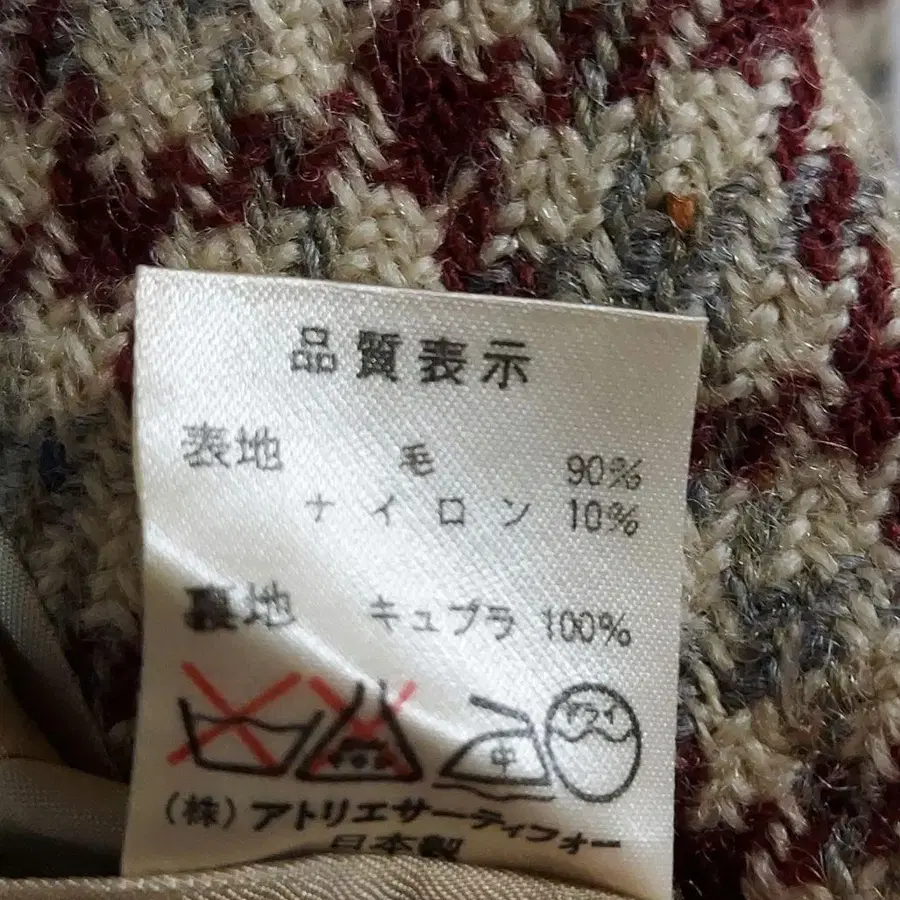 品質表示
表地 毛 90%
ナイロン 10%
裏地 キュプラ 100%
中 ドライ
(株) アトリエサーティフォー
日本製